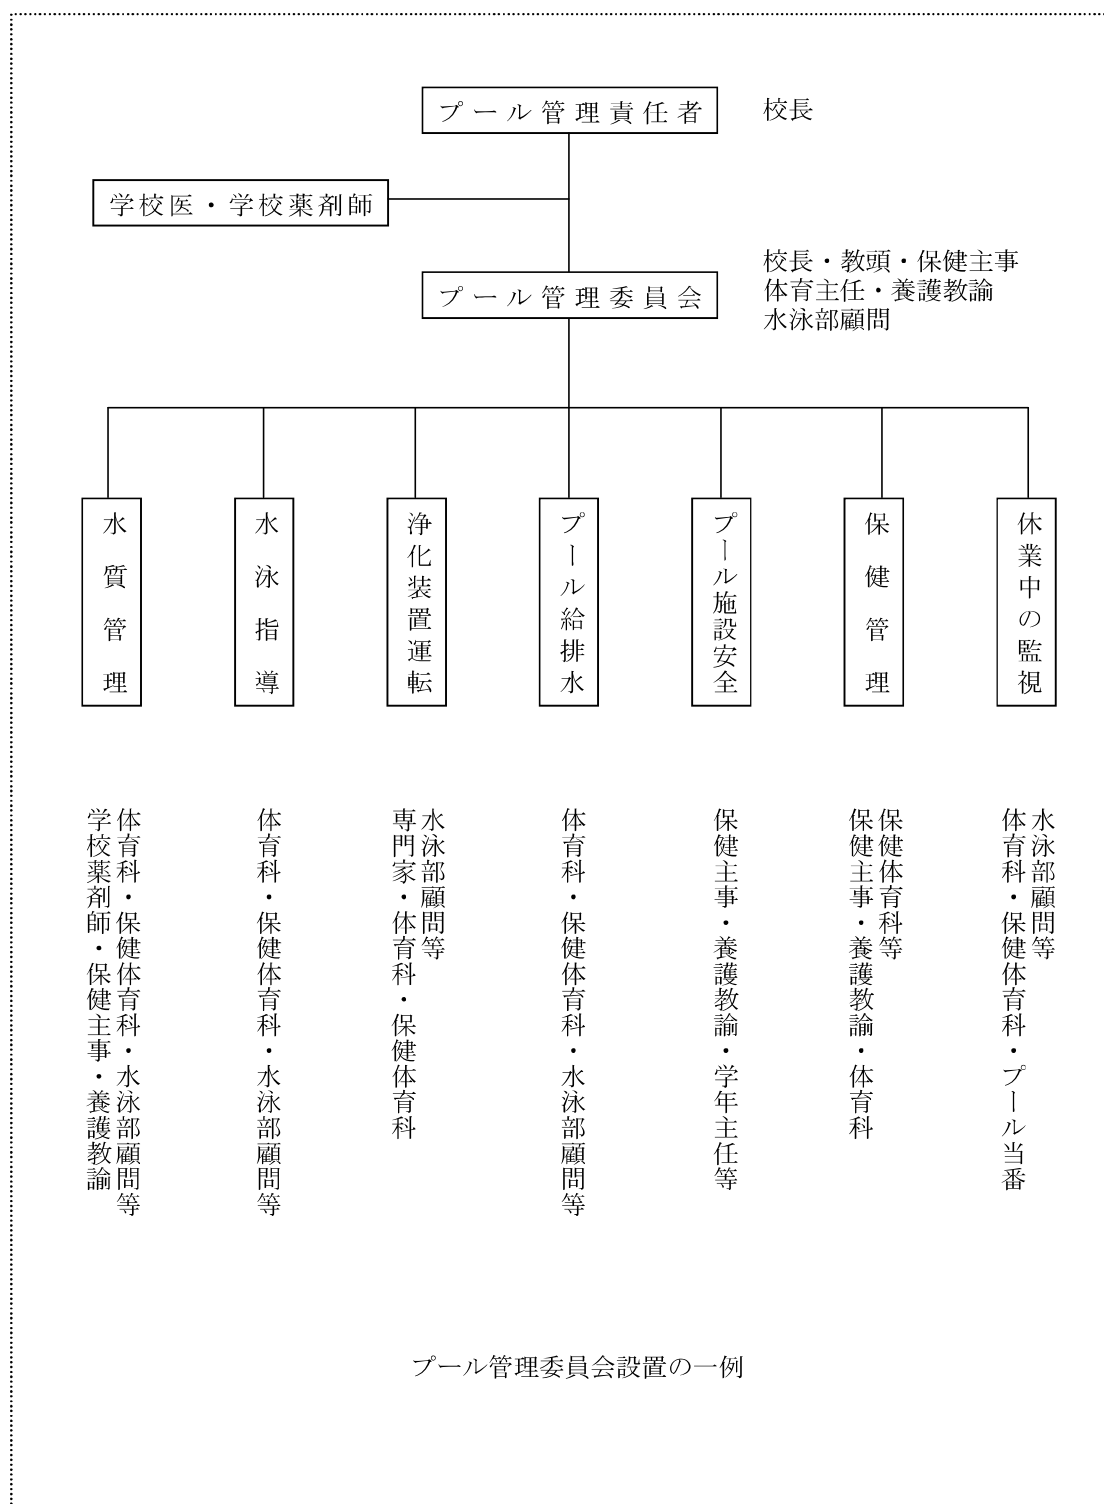 プール管理責任者
校長
学校医・学校薬剤師
プール管理委員会
校長・教頭・保健主事
体育主任・養護教諭
水泳部顧問
水質管理
水泳指導
浄化装置運転
プール給排水
プール施設安全
保健管理
休業中の監視
学校薬剤師・保健主事・養護教諭
体育科・保健体育科・水泳部顧問等
体育科・保健体育科・水泳部顧問等
専門家・体育科・保健体育科
水泳部顧問等
体育科・保健体育科・水泳部顧問等
保健主事・養護教諭・学年主任等
保健主事・養護教諭・体育科
保健体育科等
体育科・保健体育科・プール当番
水泳部顧問等
プール管理委員会設置の一例